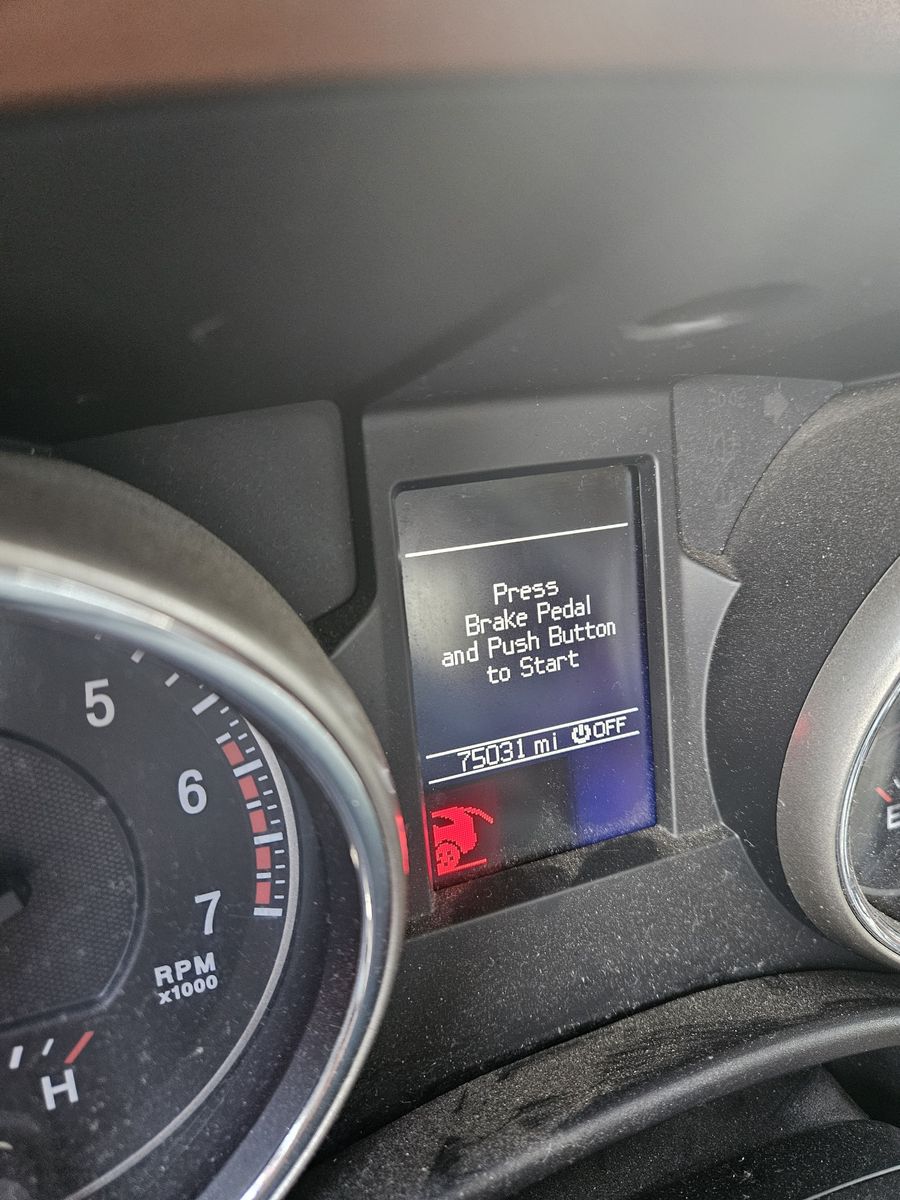 Press
Brake Pedal
and Push Button
to Start
75031 mi OFF
5
6
7
RPM
x1000
H
E